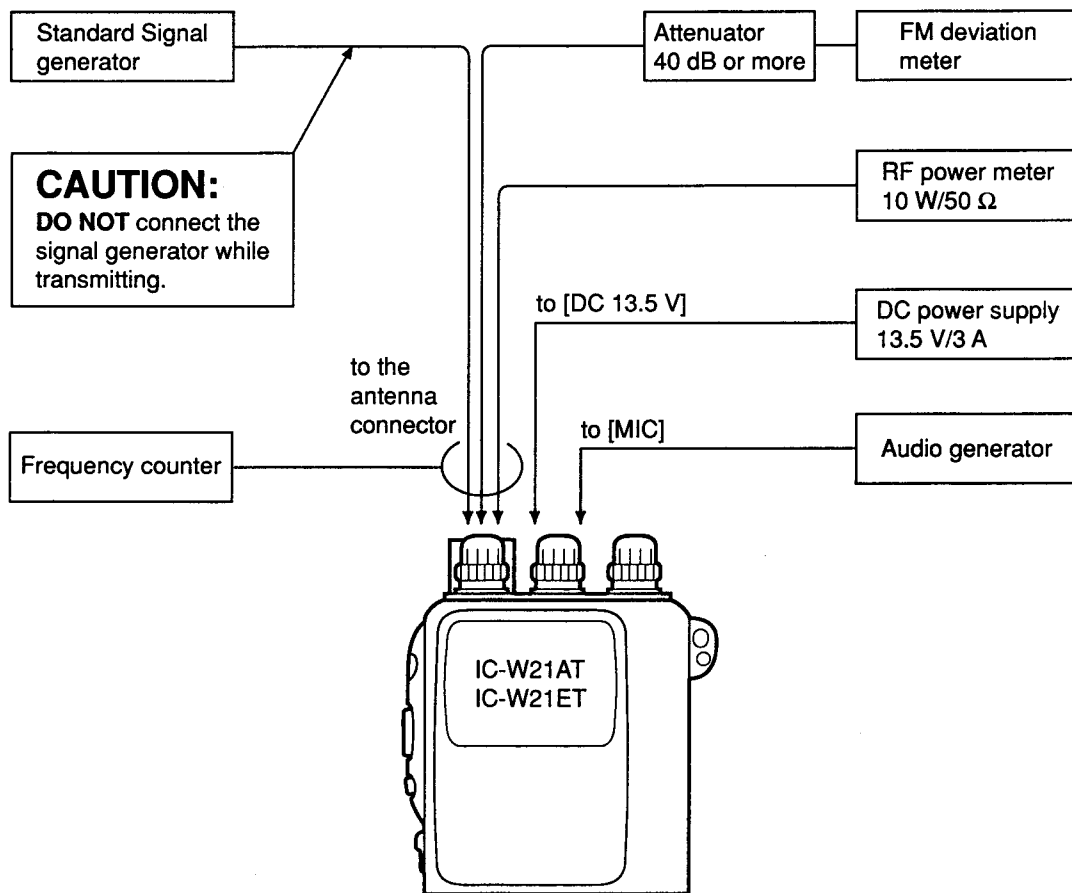 Standard Signal
generator
Attenuator
40 dB or more
FM deviation
meter
CAUTION:
DO NOT connect the
signal generator while
transmitting.
RF power meter
10 W/50 Ω
to [DC 13.5 V]
DC power supply
13.5 V/3 A
to the
antenna
connector
to [MIC]
Frequency counter
Audio generator
IC-W21AT
IC-W21ET